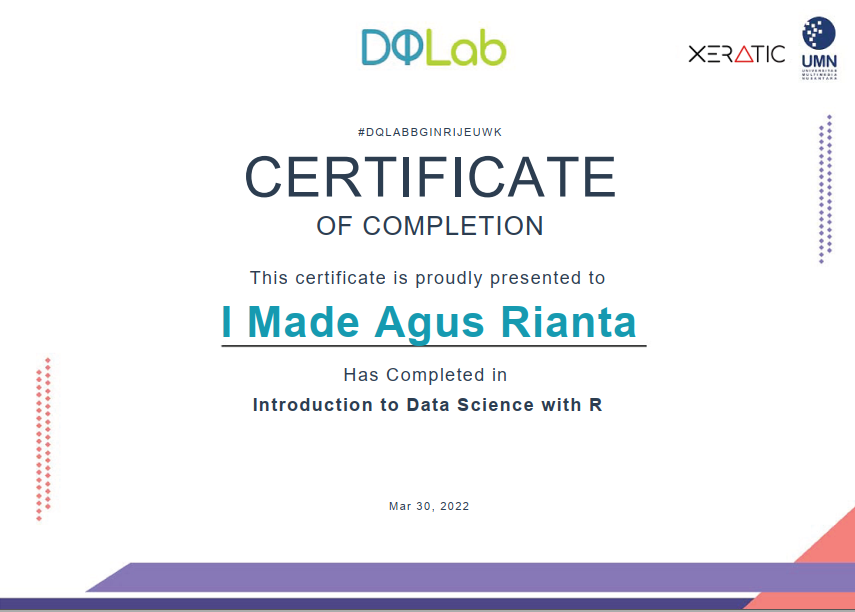 DQLab
XERATIC
UMN
UNIVERSITAS
MULTIMEDIA
NUSANTARA
#DQLABBGINRIJEUWK
CERTIFICATE
OF COMPLETION
This certificate is proudly presented to
I Made Agus Rianta
Has Completed in
Introduction to Data Science with R
Mar 30, 2022